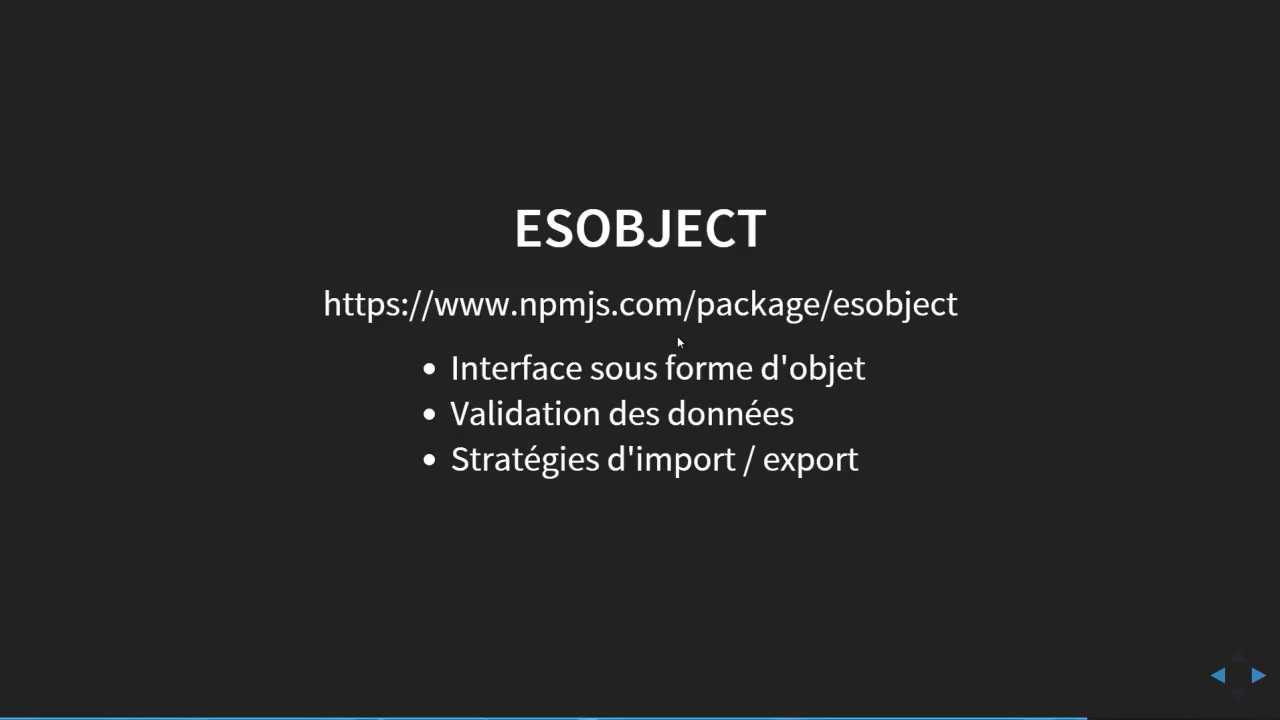 ESOBJECT
https://www.npmjs.com/package/esobject
• Interface sous forme d'objet
• Validation des données
• Stratégies d'import / export